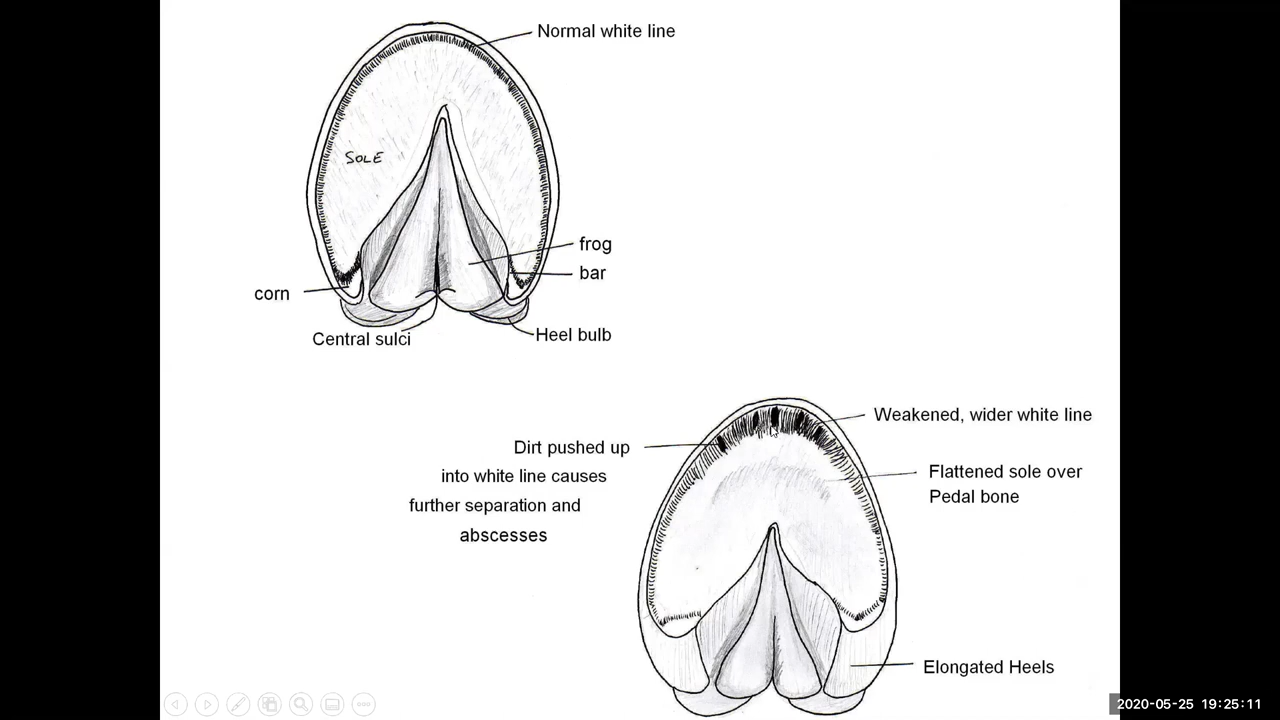 Normal white line
SOLE
frog
bar
corn
Central sulci
Heel bulb
Weakened, wider white line
Dirt pushed up
into white line causes
further separation and
abscesses
Flattened sole over
Pedal bone
Elongated Heels
2020-05-25 19:25:11